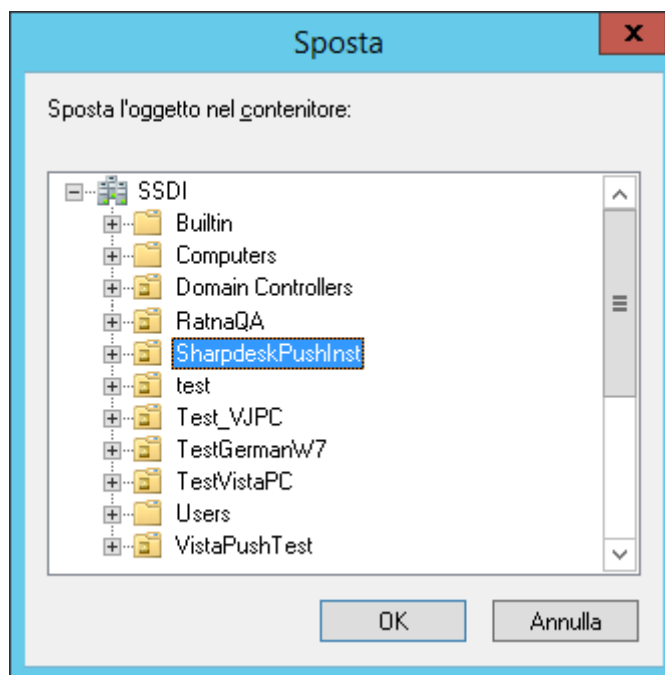 Sposta
x
Sposta l'oggetto nel contenitore:
SSDI
Builtin
Computers
Domain Controllers
RatnaQA
SharpdeskPushInst
test
Test_VJPC
TestGermanW7
TestVistaPC
Users
VistaPushTest
OK Annulla